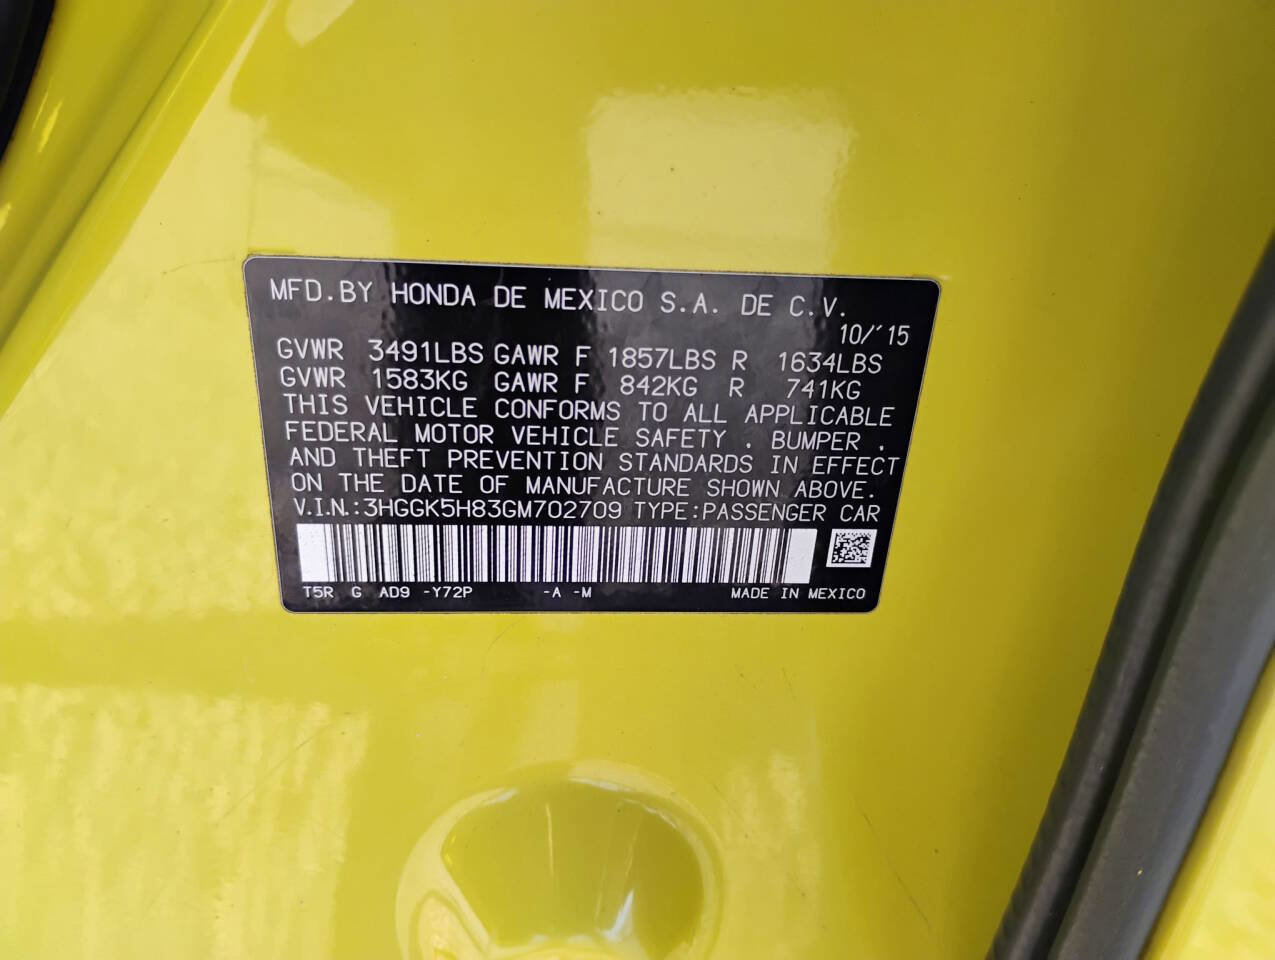 MFD.BY HONDA DE MEXICO S.A. DE C.V.
10/'15
GVWR 3491LBS GAWR F 1857LBS R 1634LBS
GVWR 1583KG GAWR F 842KG R 741KG
THIS VEHICLE CONFORMS TO ALL APPLICABLE
FEDERAL MOTOR VEHICLE SAFETY , BUMPER ,
AND THEFT PREVENTION STANDARDS IN EFFECT
ON THE DATE OF MANUFACTURE SHOWN ABOVE.
V.I.N.:3HGGK5H83GM702709 TYPE:PASSENGER CAR
T5R G AD9 -Y72P -A -M MADE IN MEXICO